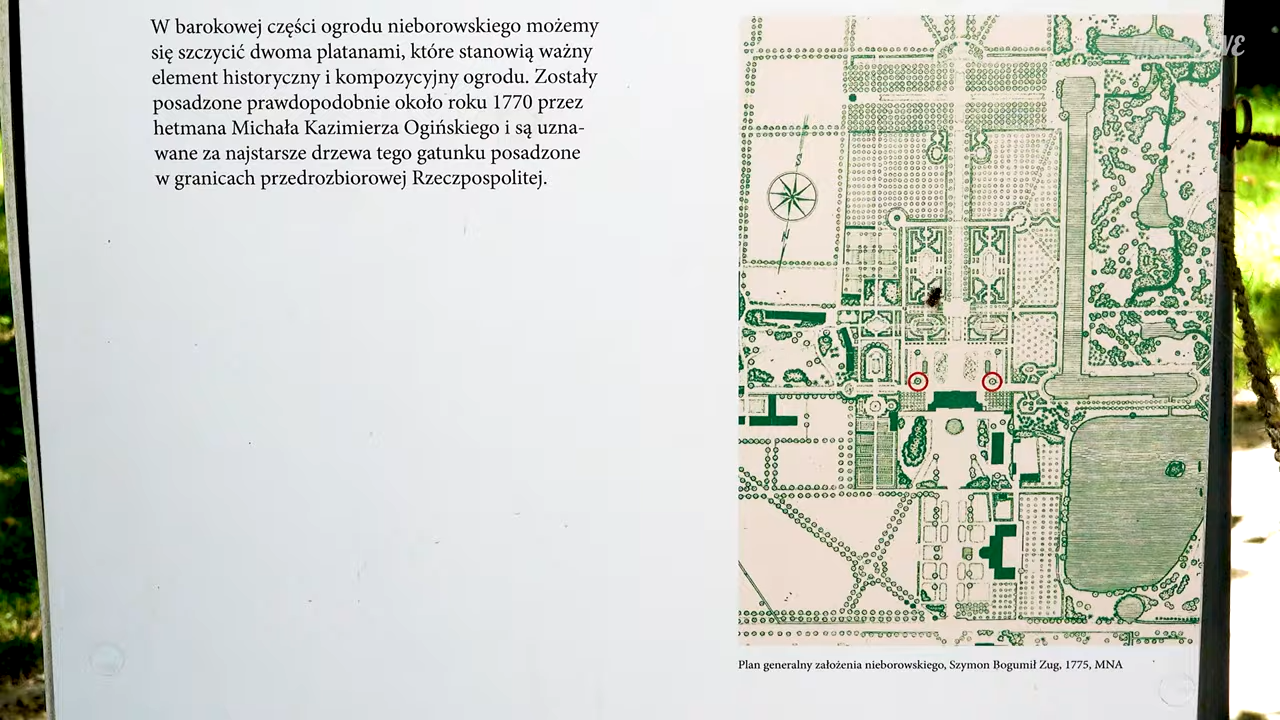 W barokowej części ogrodu nieborowskiego możemy
się szczycić dwoma platanami, które stanowią ważny
element historyczny i kompozycyjny ogrodu. Zostały
posadzone prawdopodobnie około roku 1770 przez
hetmana Michała Kazimierza Ogińskiego i są uzna-
wane za najstarsze drzewa tego gatunku posadzone
w granicach przedrozbiorowej Rzeczpospolitej.
Plan generalny założenia nieborowskiego, Szymon Bogumił Zug, 1775, MNA